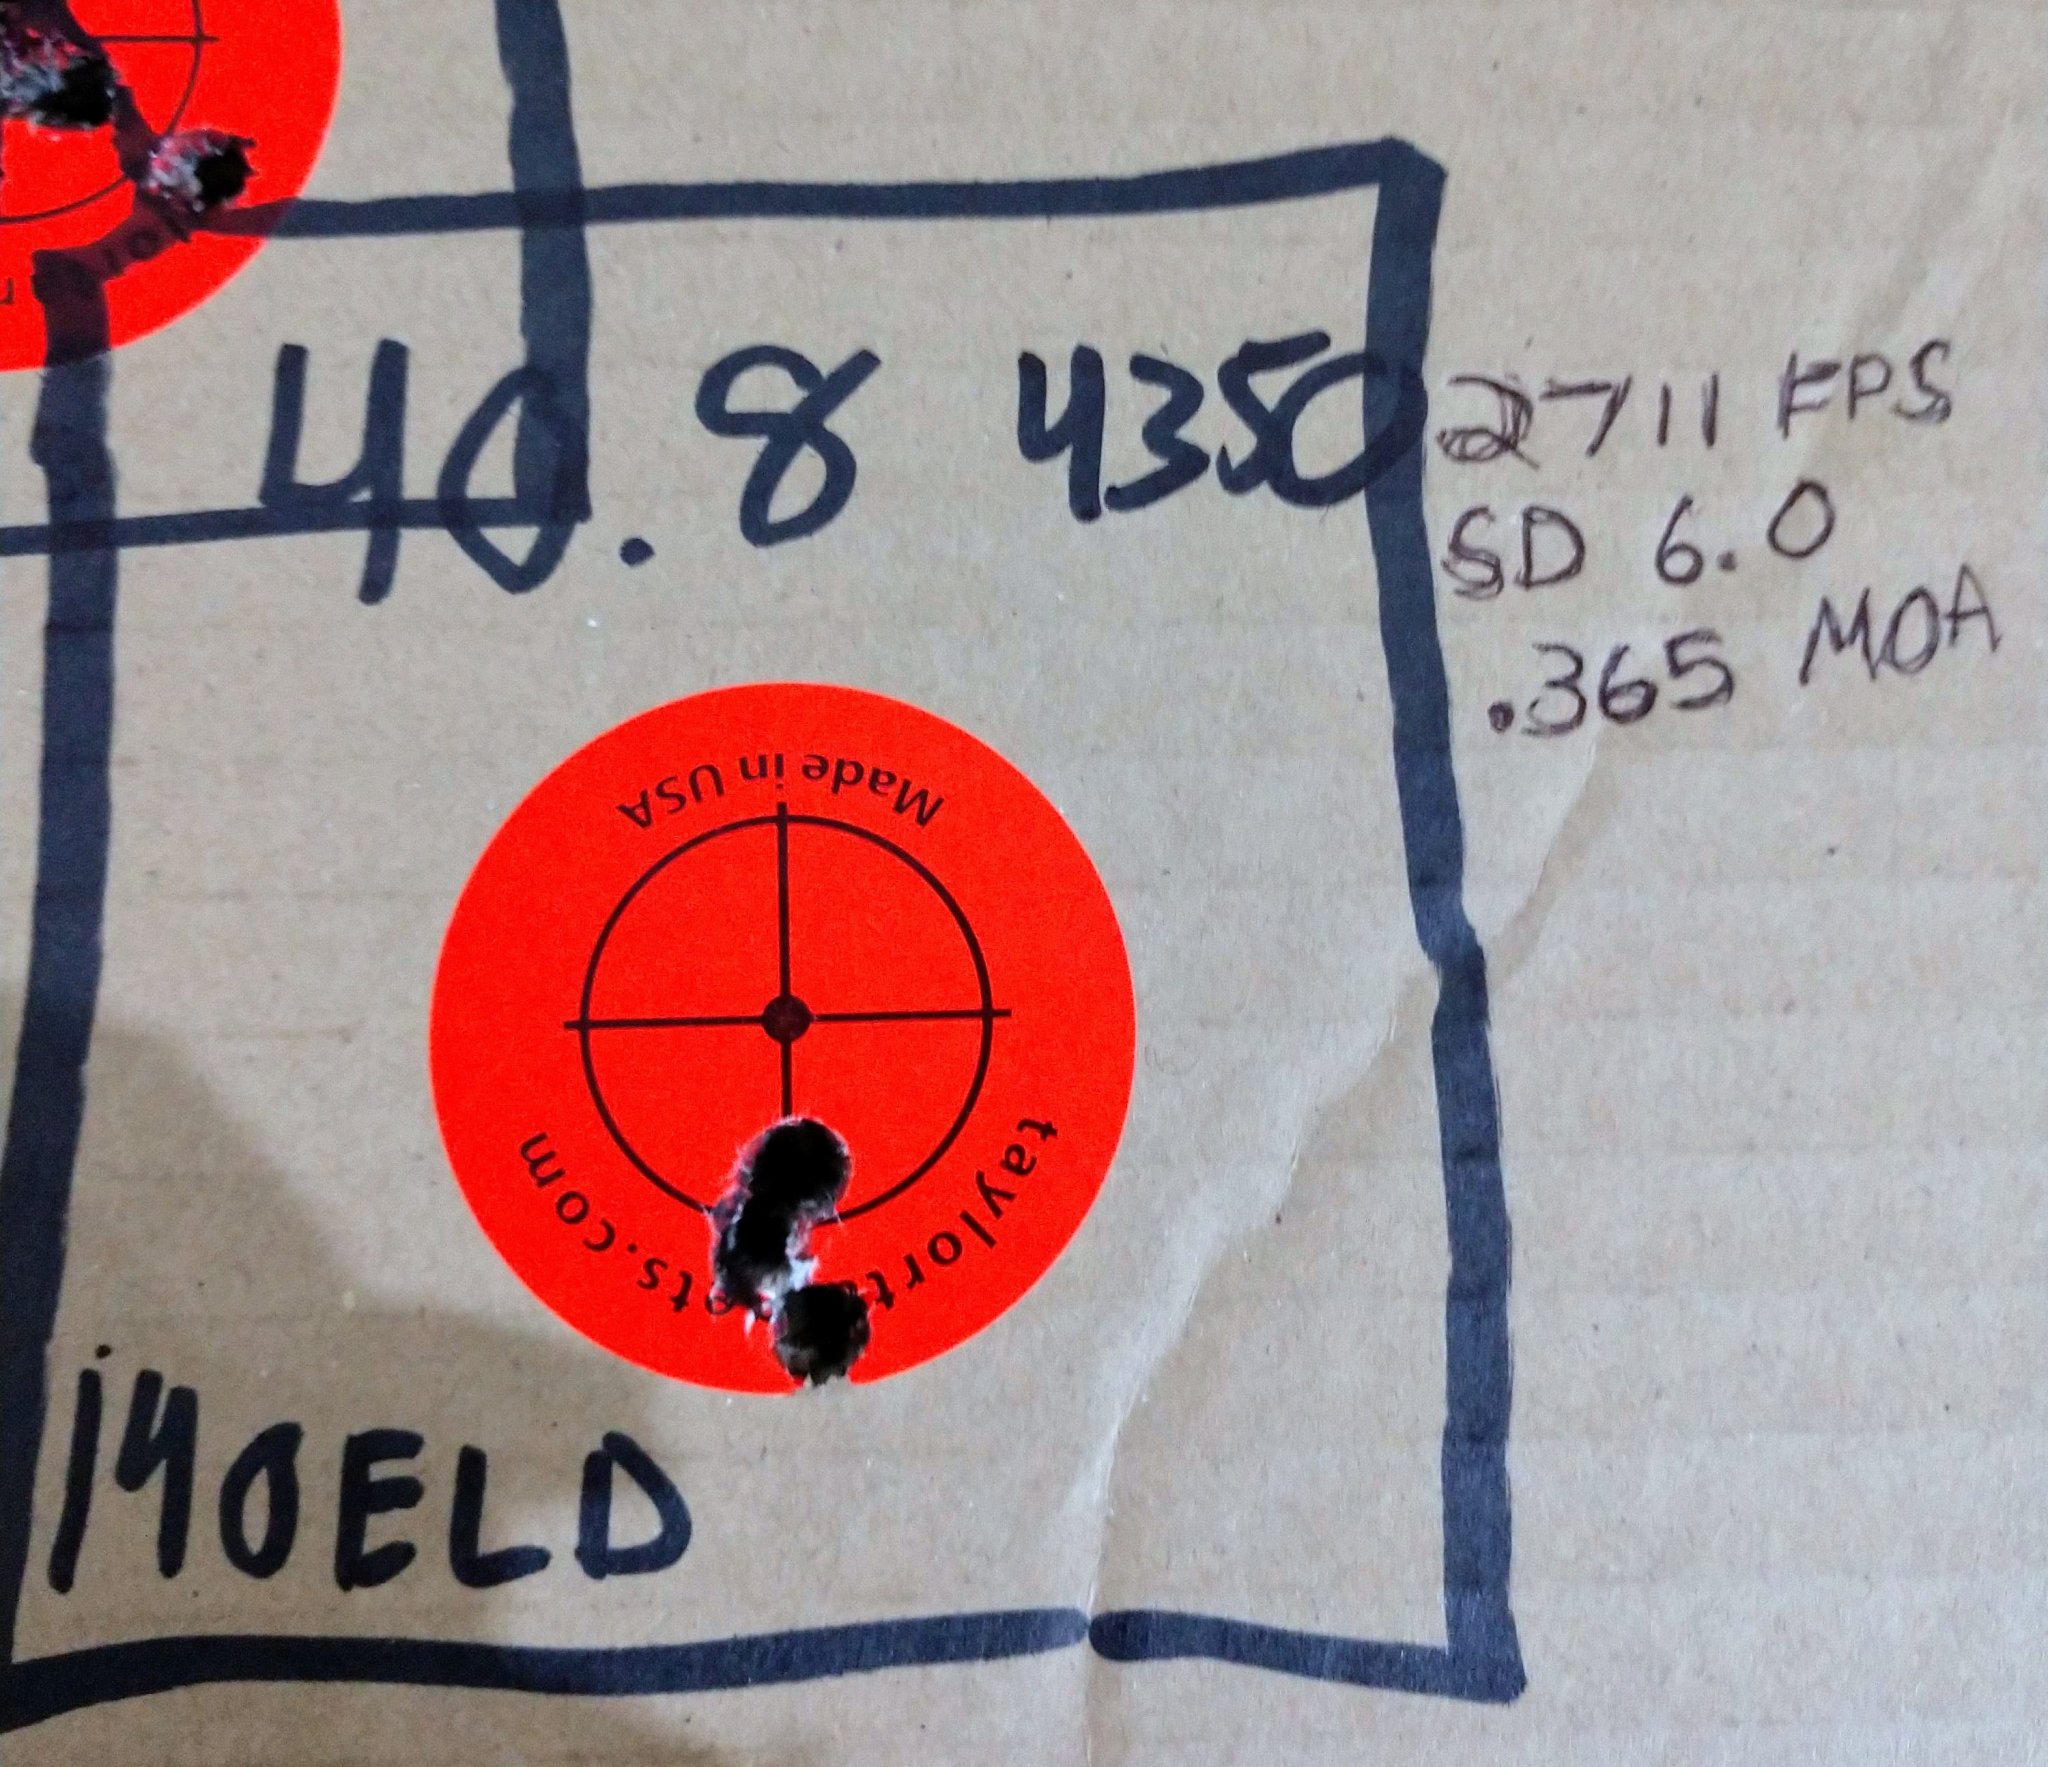 40.8 4350
2711 FPS
SD 6.0
.365 MOA
Made in USA
140ELD